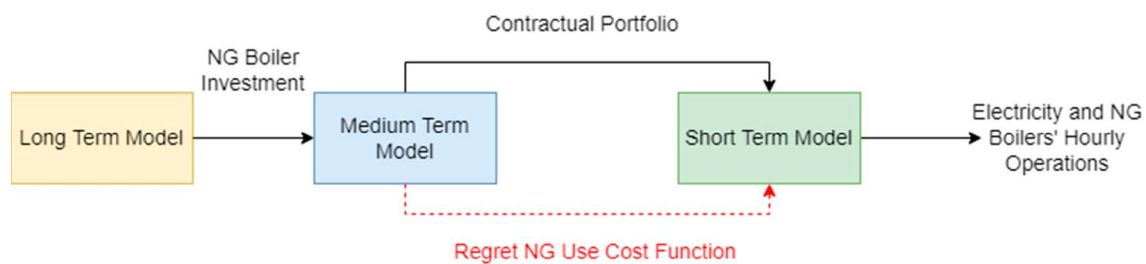 Contractual Portfolio
NG Boiler
Investment
Long Term Model
Medium Term
Model
Short Term Model
Electricity and NG
Boilers' Hourly
Operations
Regret NG Use Cost Function